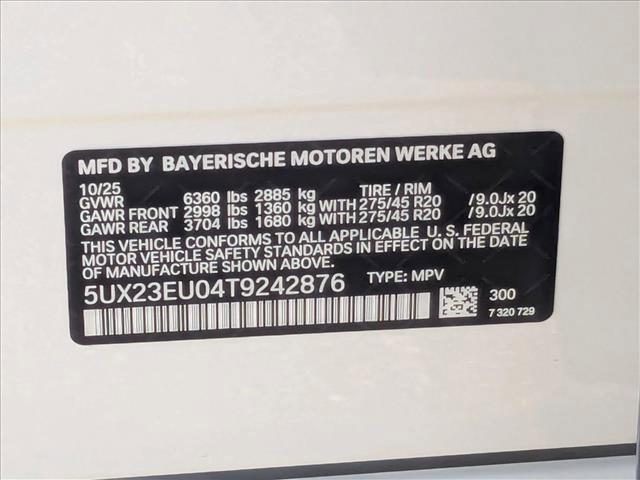 MFD BY BAYERISCHE MOTOREN WERKE AG
10/25 TIRE / RIM
GVWR 6360 lbs 2885 kg
GAWR FRONT 2998 lbs 1360 kg WITH 275/45 R20 /9.0Jx 20
GAWR REAR 3704 lbs 1680 kg WITH 275/45 R20 /9.0Jx 20
THIS VEHICLE CONFORMS TO ALL APPLICABLE U. S. FEDERAL
MOTOR VEHICLE SAFETY STANDARDS IN EFFECT ON THE DATE
OF MANUFACTURE SHOWN ABOVE.
5UX23EU04T9242876 TYPE: MPV
300
7 320 729